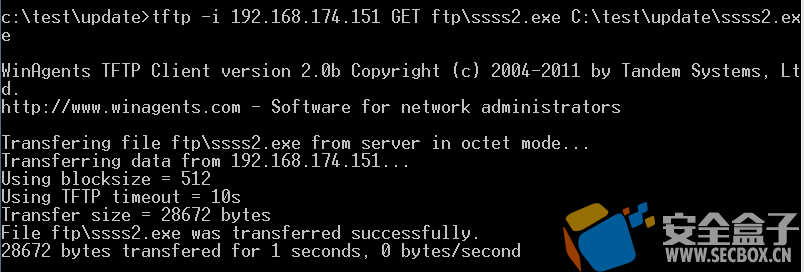 c:\test\update>tftp -i 192.168.174.151 GET ftp\ssss2.exe C:\test\update\ssss2.ex
e
WinAgents TFTP Client version 2.0b Copyright (c) 2004-2011 by Tandem Systems, Lt
d.
http://www.winagents.com - Software for network administrators
Transfering file ftp\ssss2.exe from server in octet mode...
Transferring data from 192.168.174.151...
Using blocksize = 512
Using TFTP timeout = 10s
Transfer size = 28672 bytes
File ftp\ssss2.exe was transferred successfully.
28672 bytes transfered for 1 seconds, 0 bytes/second
安全盒子
WWW.SECBOX.CN